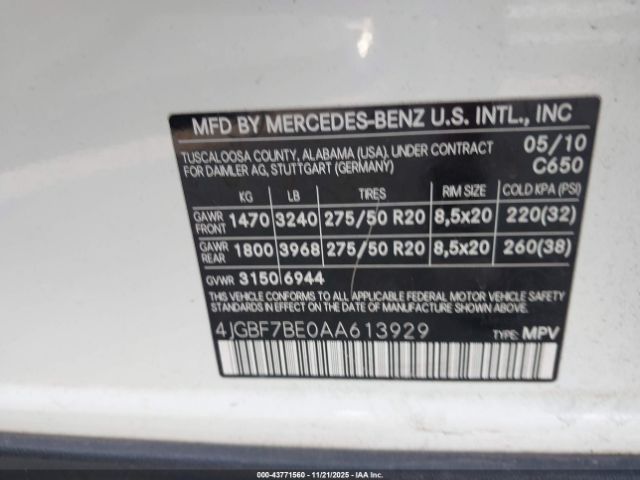 MFD BY MERCEDES-BENZ U.S. INTL., INC
TUSCALOOSA COUNTY, ALABAMA (USA), UNDER CONTRACT 05/10
FOR DAIMLER AG, STUTTGART (GERMANY) C650
KG LB TIRES RIM SIZE COLD KPA (PSI)
GAWR FRONT 1470 3240 275/50 R20 8,5x20 220(32)
GAWR REAR 1800 3968 275/50 R20 8,5x20 260(38)
GVWR 3150 6944
THIS VEHICLE CONFORMS TO ALL APPLICABLE FEDERAL MOTOR VEHICLE SAFETY
STANDARDS IN EFFECT ON THE DATE OF MANUFACTURE SHOWN ABOVE.
4JGBF7BE0AA613929 TYPE: MPV
000-43771560 - 11/21/2025 - IAAI.COM